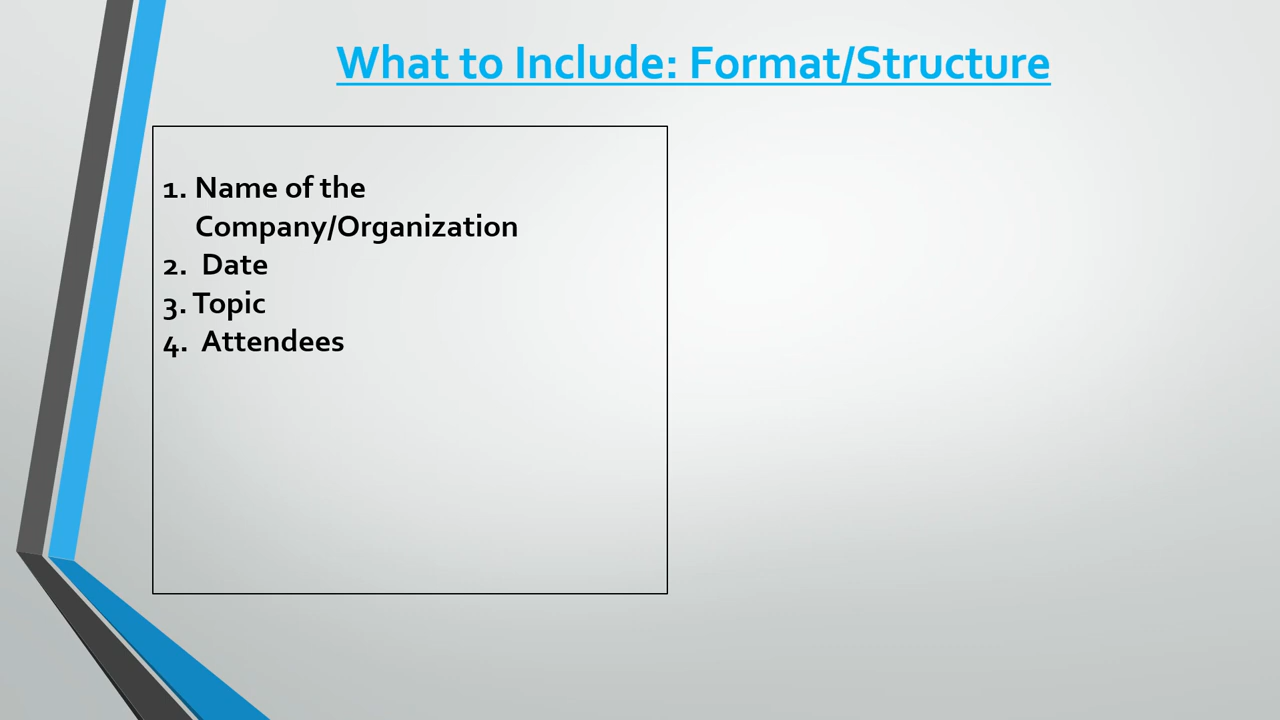 What to Include: Format/Structure
1. Name of the
Company/Organization
2. Date
3. Topic
4. Attendees